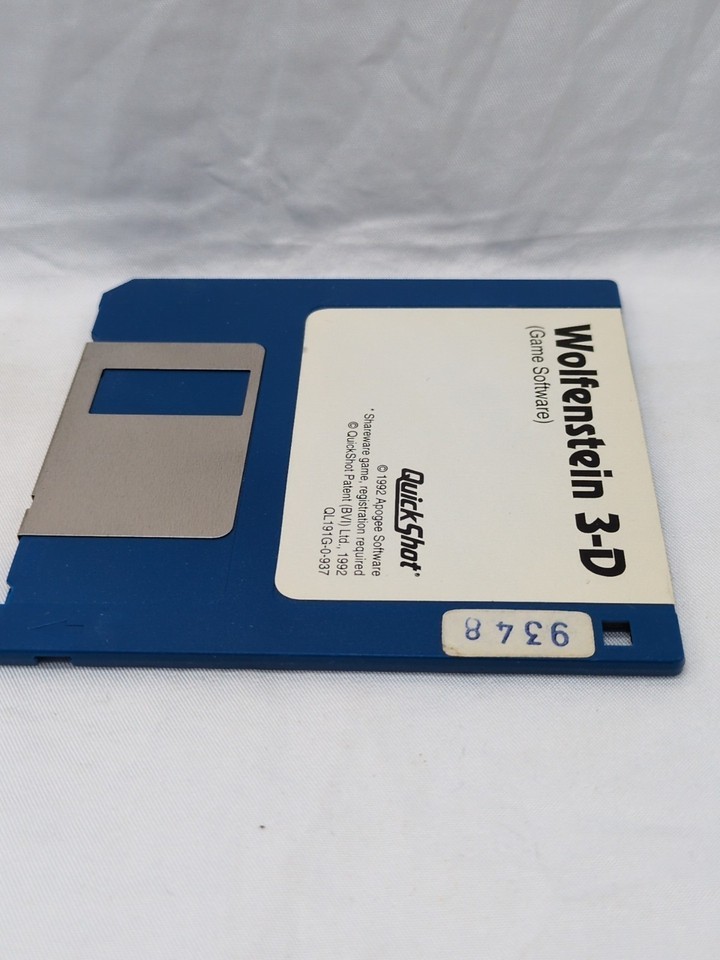 Wolfenstein 3-D
(Game Software)
QuickShot®
© 1992 Apogee Software
* Shareware game, registration required
© QuickShot Patent (BVI) Ltd., 1992
QL191G-0-937
9348